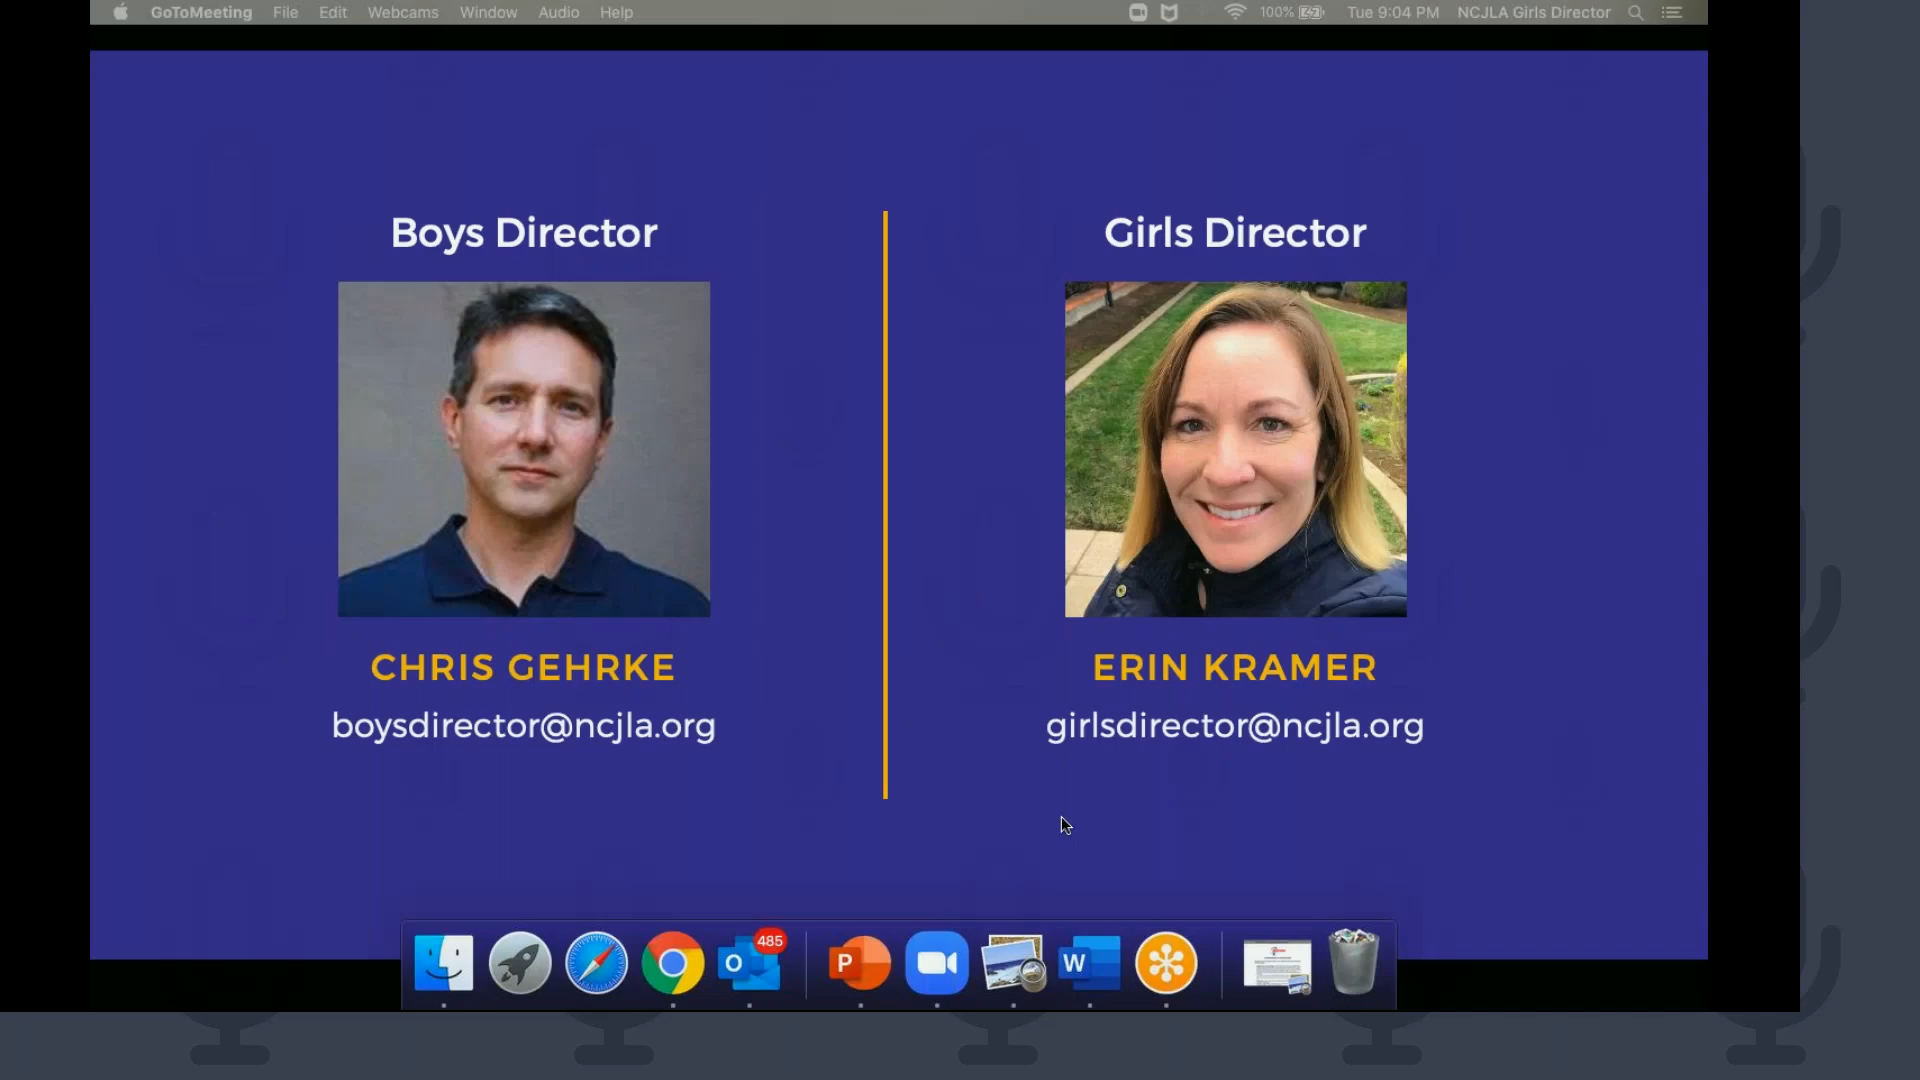 GoToMeeting File Edit Webcams Window Audio Help 100% Tue 9:04 PM NCJLA Girls Director
Boys Director
CHRIS GEHRKE
boysdirector@ncjla.org
Girls Director
ERIN KRAMER
girlsdirector@ncjla.org
O 485 P W